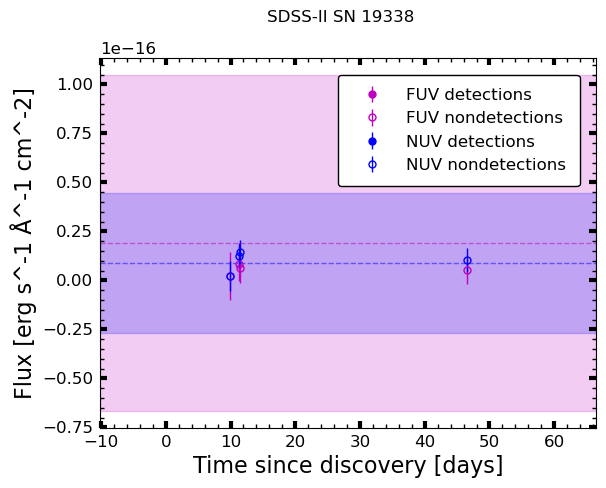 SDSS-II SN 19338
1e−16
1.00
0.75
0.50
0.25
0.00
−0.25
−0.50
−0.75
Flux [erg s^-1 Å^-1 cm^-2]
FUV detections
FUV nondetections
NUV detections
NUV nondetections
−10 0 10 20 30 40 50 60
Time since discovery [days]